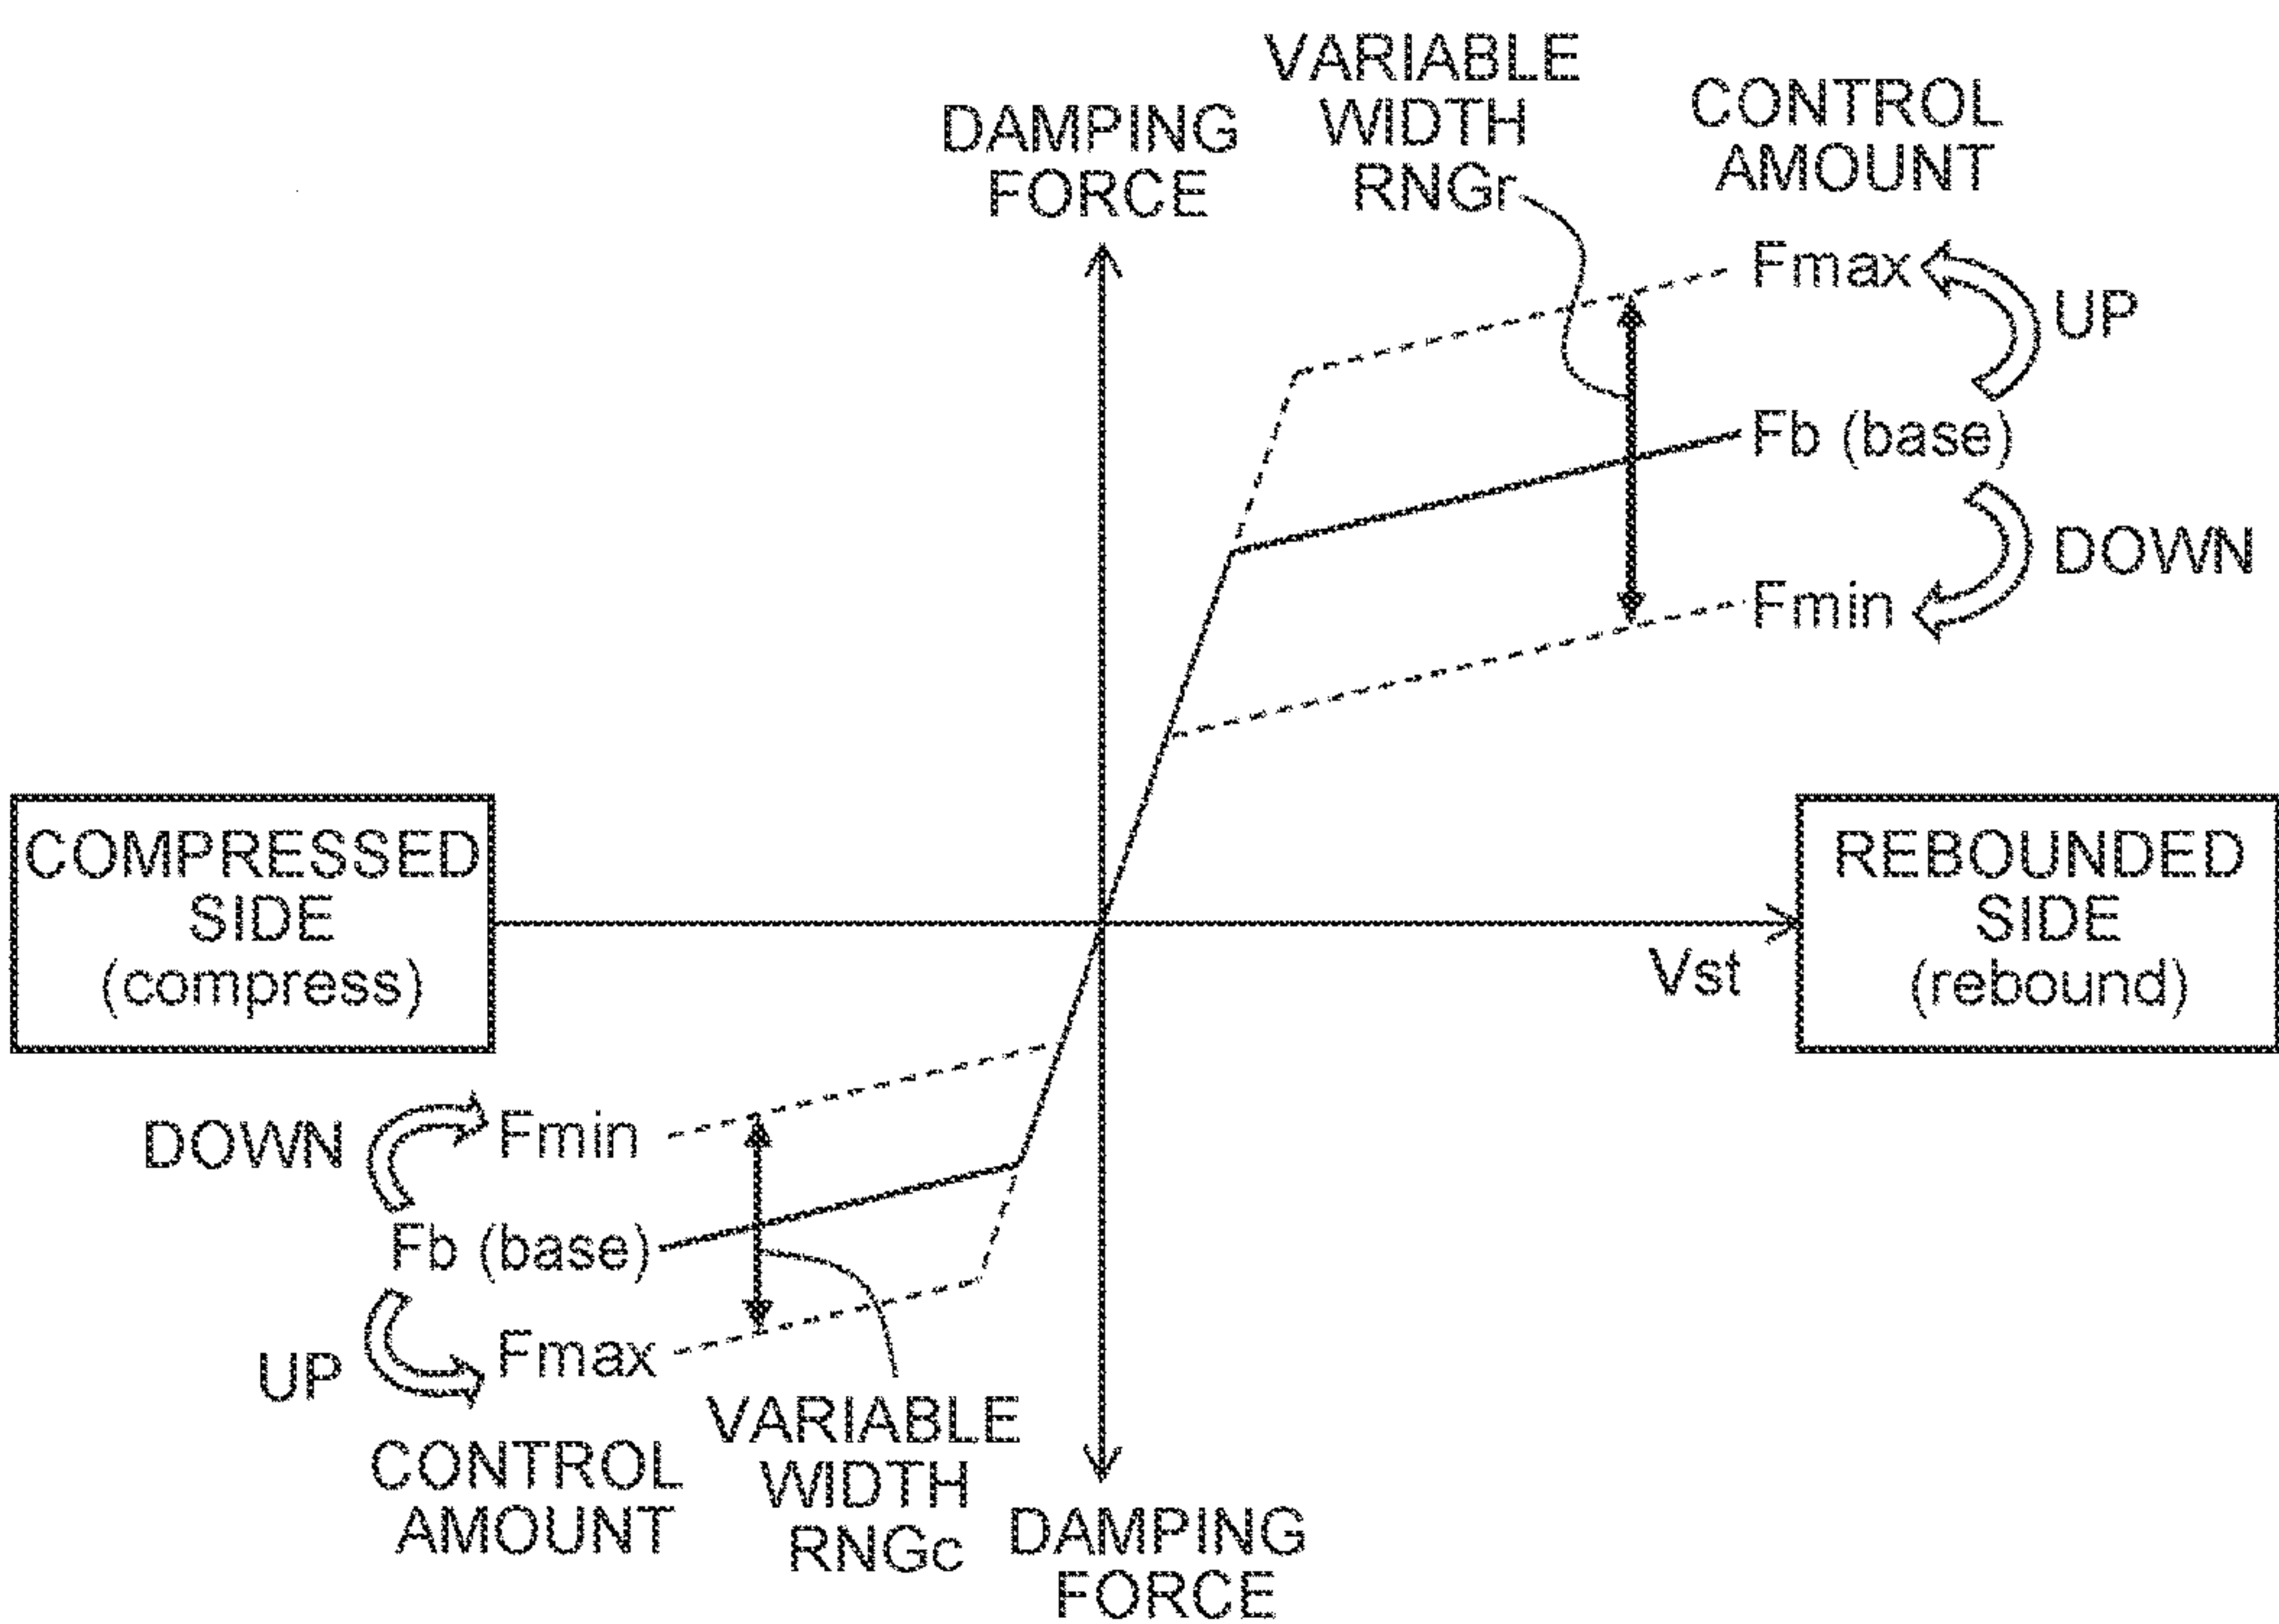 VARIABLE
WIDTH
RNGr
CONTROL
AMOUNT
DAMPING
FORCE
Fmax
UP
Fb (base)
DOWN
Fmin
COMPRESSED
SIDE
(compress)
Vst
REBOUNDED
SIDE
(rebound)
DOWN
Fmin
Fb (base)
UP
Fmax
CONTROL
AMOUNT
VARIABLE
WIDTH
RNGc
DAMPING
FORCE